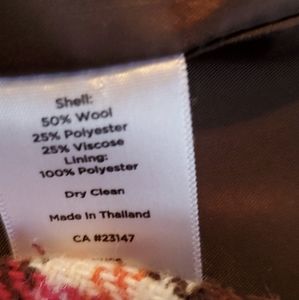 Shell:
50% Wool
25% Polyester
25% Viscose
Lining:
100% Polyester
Dry Clean
Made In Thailand
CA #23147